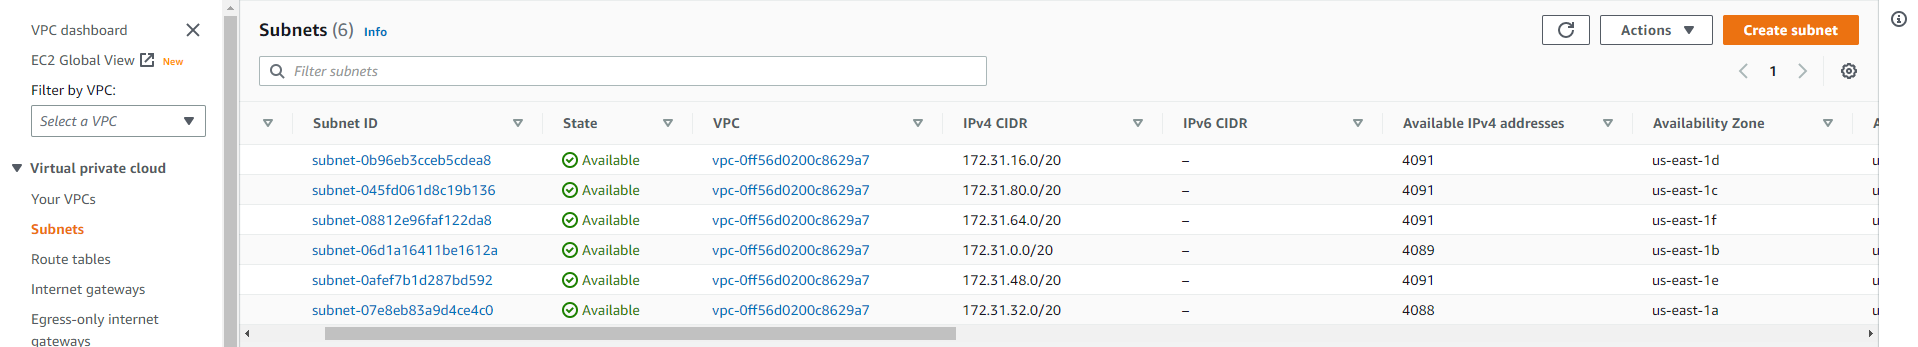 VPC dashboard
EC2 Global View New
Filter by VPC:
Select a VPC
Virtual private cloud
Your VPCs
Subnets
Route tables
Internet gateways
Egress-only internet
gateways
Subnets (6) Info
Actions
Create subnet
Filter subnets
1
Subnet ID State VPC IPv4 CIDR IPv6 CIDR Available IPv4 addresses Availability Zone A
subnet-0b96eb3cceb5cdea8 Available vpc-0ff56d0200c8629a7 172.31.16.0/20 – 4091 us-east-1d u
subnet-045fd061d8c19b136 Available vpc-0ff56d0200c8629a7 172.31.80.0/20 – 4091 us-east-1c u
subnet-08812e96faf122da8 Available vpc-0ff56d0200c8629a7 172.31.64.0/20 – 4091 us-east-1f u
subnet-06d1a16411be1612a Available vpc-0ff56d0200c8629a7 172.31.0.0/20 – 4089 us-east-1b u
subnet-0afef7b1d287bd592 Available vpc-0ff56d0200c8629a7 172.31.48.0/20 – 4091 us-east-1e u
subnet-07e8eb83a9d4ce4c0 Available vpc-0ff56d0200c8629a7 172.31.32.0/20 – 4088 us-east-1a u